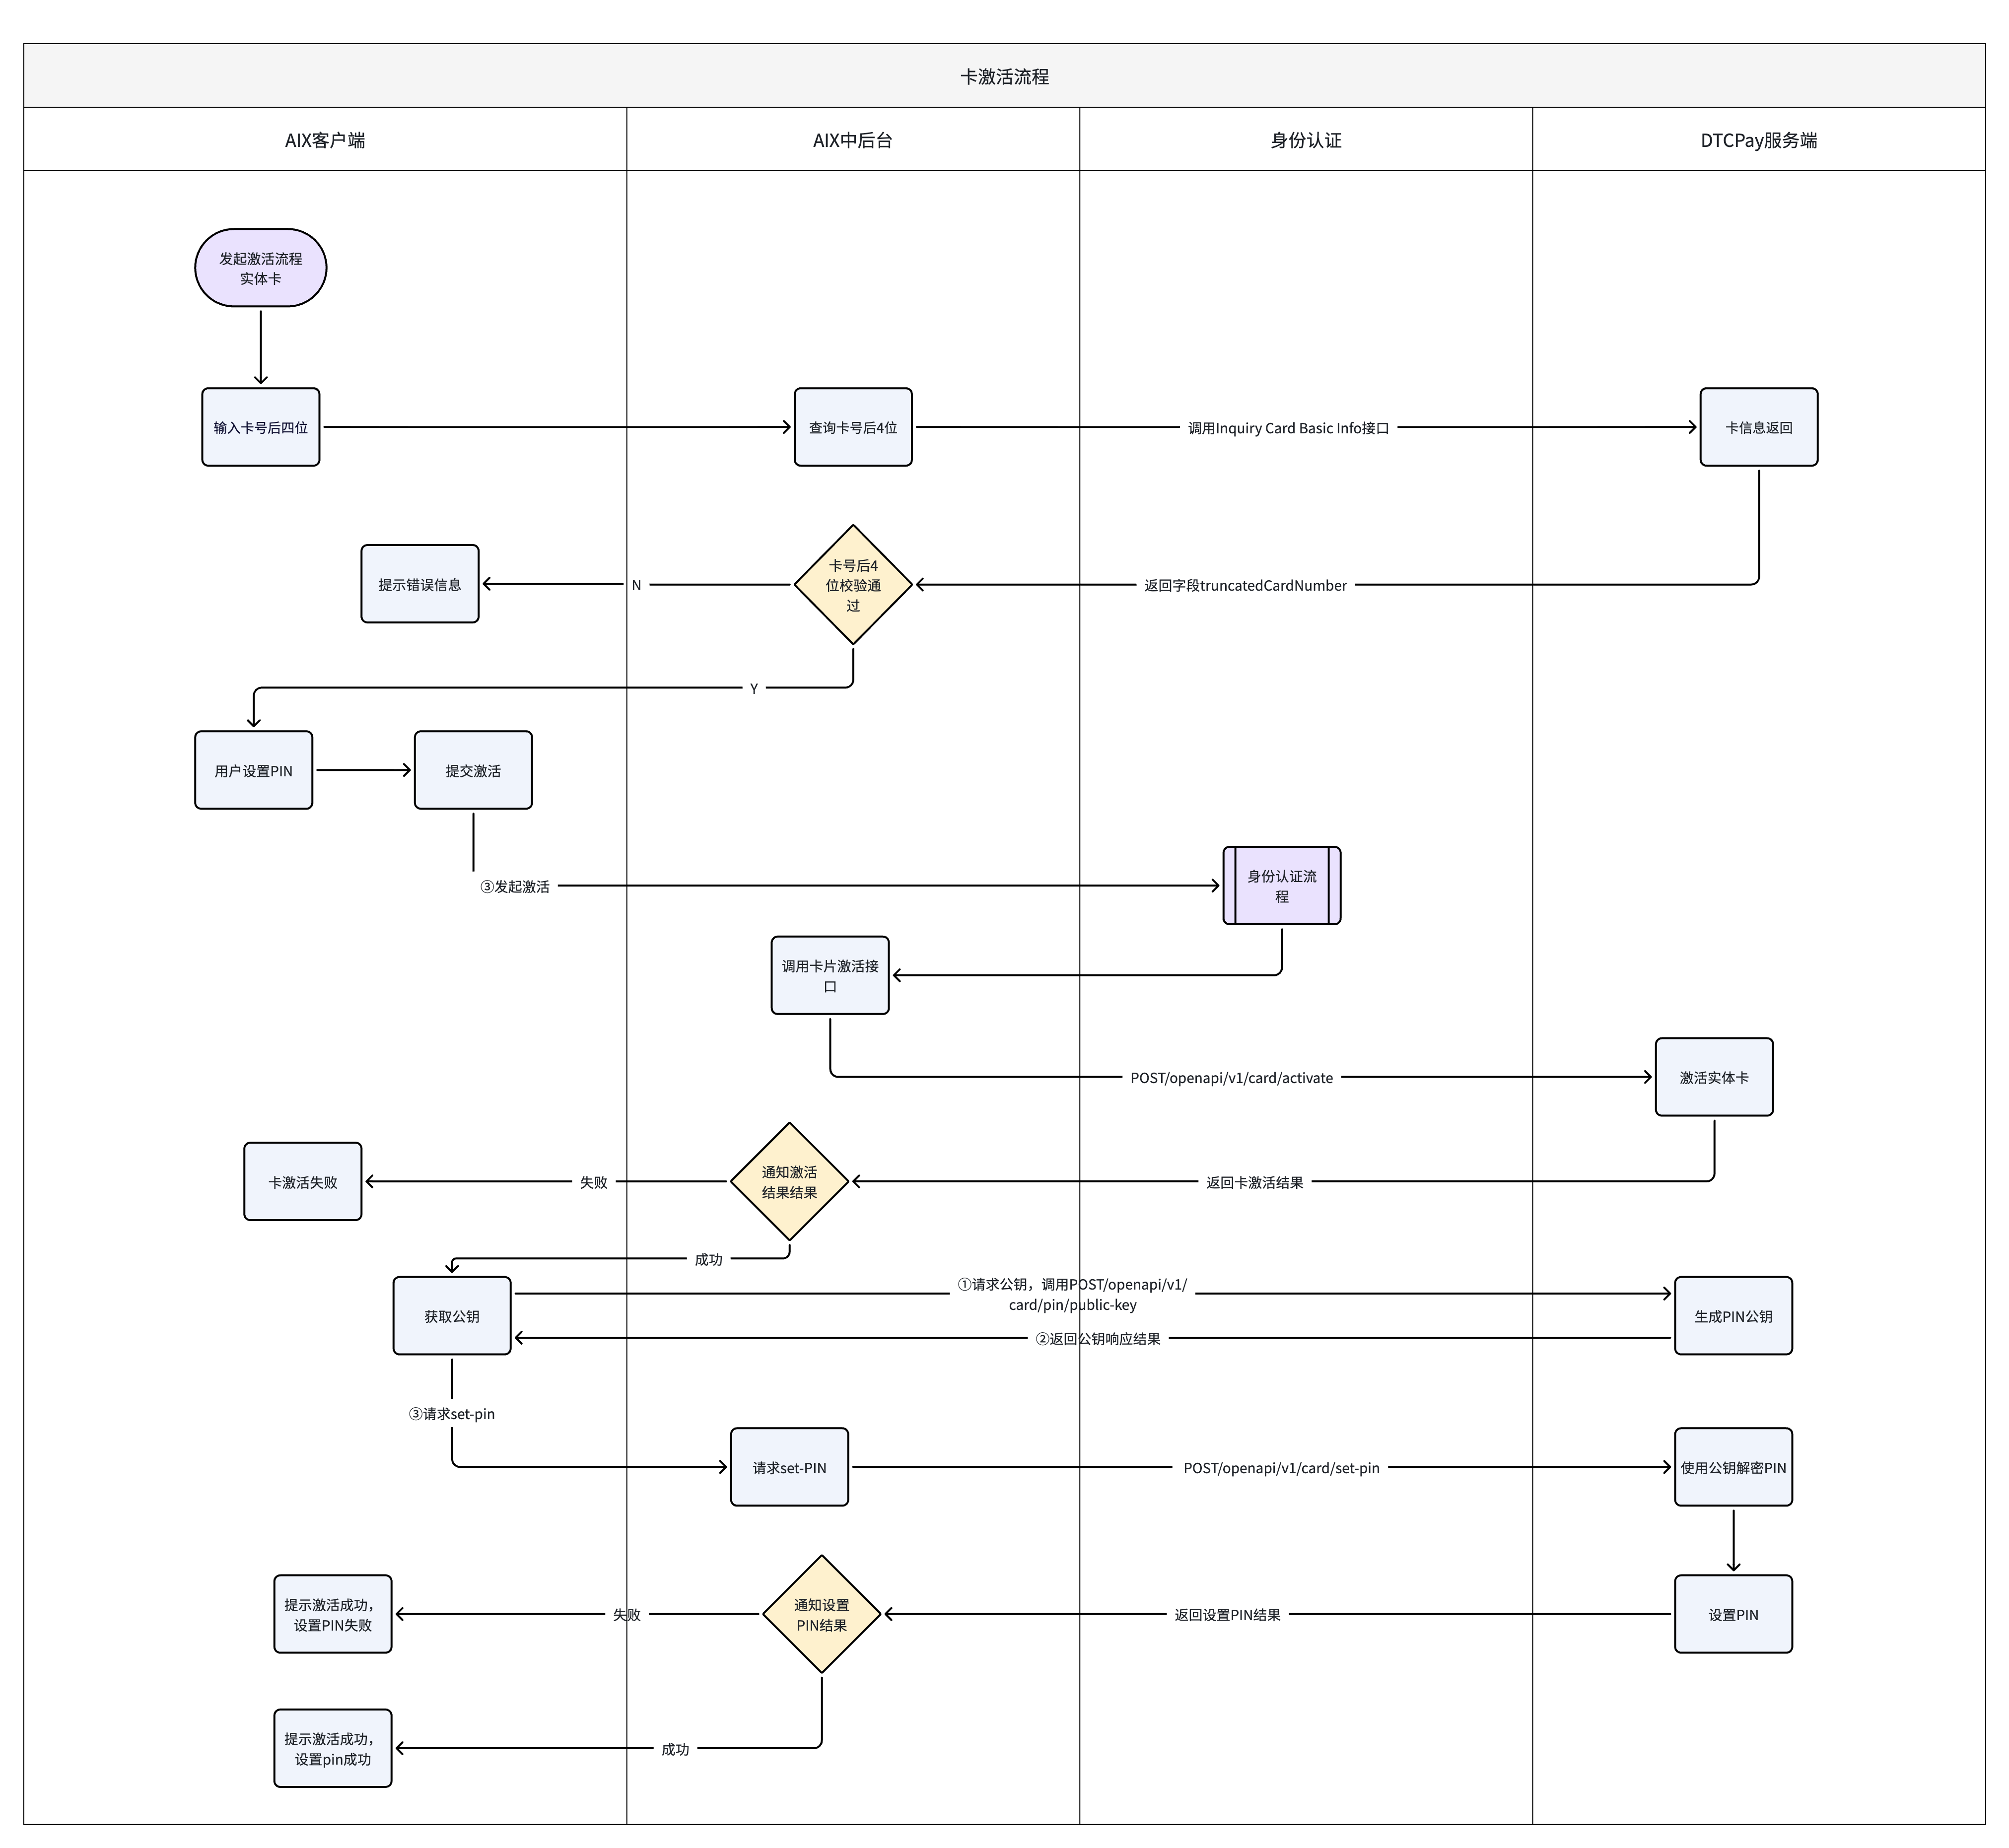 卡激活流程
AIX客户端
AIX中后台
身份认证
DTCPay服务端
发起激活流程
实体卡
输入卡号后四位
查询卡号后4位
调用Inquiry Card Basic Info接口
卡信息返回
提示错误信息
N
卡号后4
位校验通
过
返回字段truncatedCardNumber
Y
用户设置PIN
提交激活
③发起激活
身份认证流
程
调用卡片激活接
口
POST/openapi/v1/card/activate
激活实体卡
卡激活失败
失败
通知激活
结果结果
返回卡激活结果
成功
获取公钥
①请求公钥，调用POST/openapi/v1/
card/pin/public-key
②返回公钥响应结果
生成PIN公钥
③请求set-pin
请求set-PIN
POST/openapi/v1/card/set-pin
使用公钥解密PIN
提示激活成功，
设置PIN失败
失败
通知设置
PIN结果
返回设置PIN结果
设置PIN
提示激活成功，
设置pin成功
成功